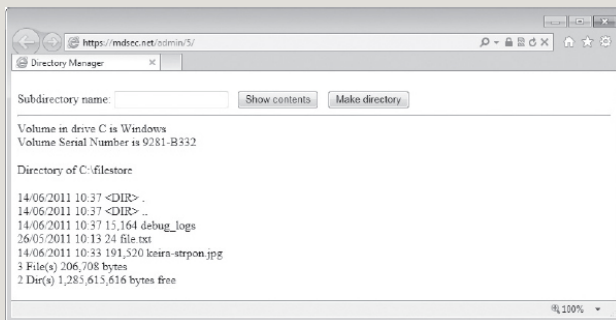 https://mdsec.net/admin/5/
Directory Manager
Subdirectory name:
Show contents
Make directory
Volume in drive C is Windows
Volume Serial Number is 9281-B332
Directory of C:\filestore
14/06/2011 10:37 <DIR> .
14/06/2011 10:37 <DIR> ..
14/06/2011 10:37 15,164 debug_logs
26/05/2011 10:13 24 file.txt
14/06/2011 10:33 191,520 keira-strpon.jpg
3 File(s) 206,708 bytes
2 Dir(s) 1,285,615,616 bytes free
100%